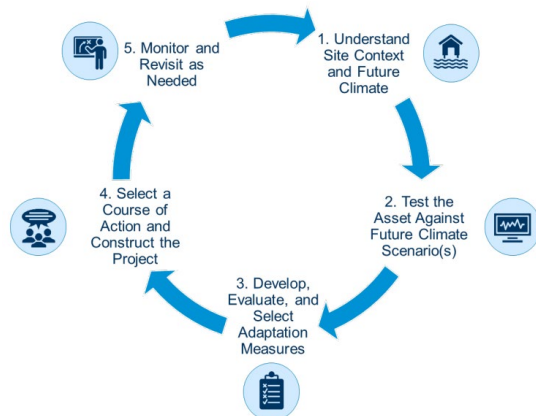 1. Understand
Site Context
and Future
Climate
2. Test the
Asset Against
Future Climate
Scenario(s)
3. Develop,
Evaluate, and
Select
Adaptation
Measures
4. Select a
Course of
Action and
Construct the
Project
5. Monitor and
Revisit as
Needed